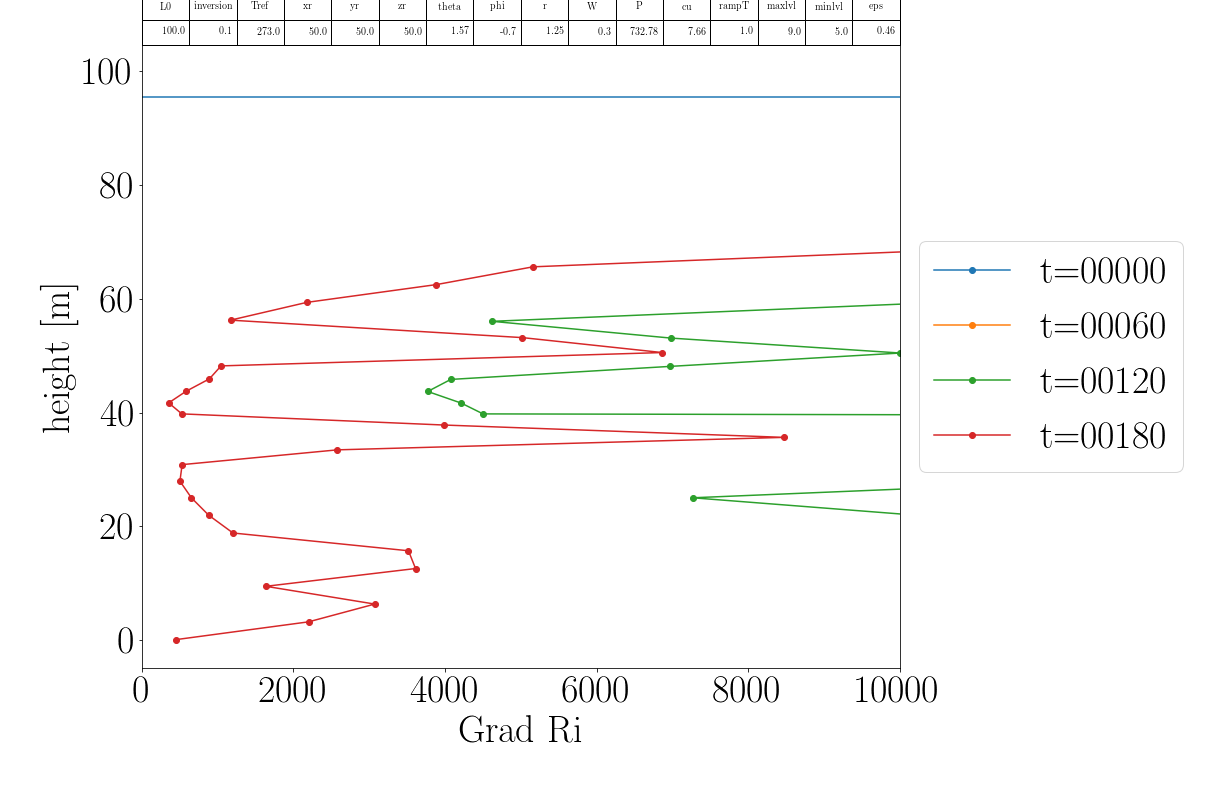 L0 inversion Tref xr yr zr theta phi r W P cu rampT maxlvl minlvl eps
100.0 0.1 273.0 50.0 50.0 50.0 1.57 -0.7 1.25 0.3 732.78 7.66 1.0 9.0 5.0 0.46
100
80
60
40
20
0
height [m]
0 2000 4000 6000 8000 10000
Grad Ri
t=00000
t=00060
t=00120
t=00180